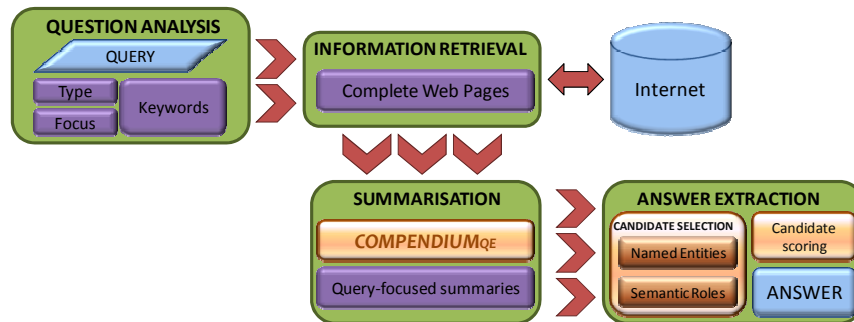 QUESTION ANALYSIS
QUERY
Type
Focus
Keywords
INFORMATION RETRIEVAL
Complete Web Pages
Internet
SUMMARISATION
COMPENDIUMQE
Query-focused summaries
ANSWER EXTRACTION
CANDIDATE SELECTION
Named Entities
Semantic Roles
Candidate
scoring
ANSWER